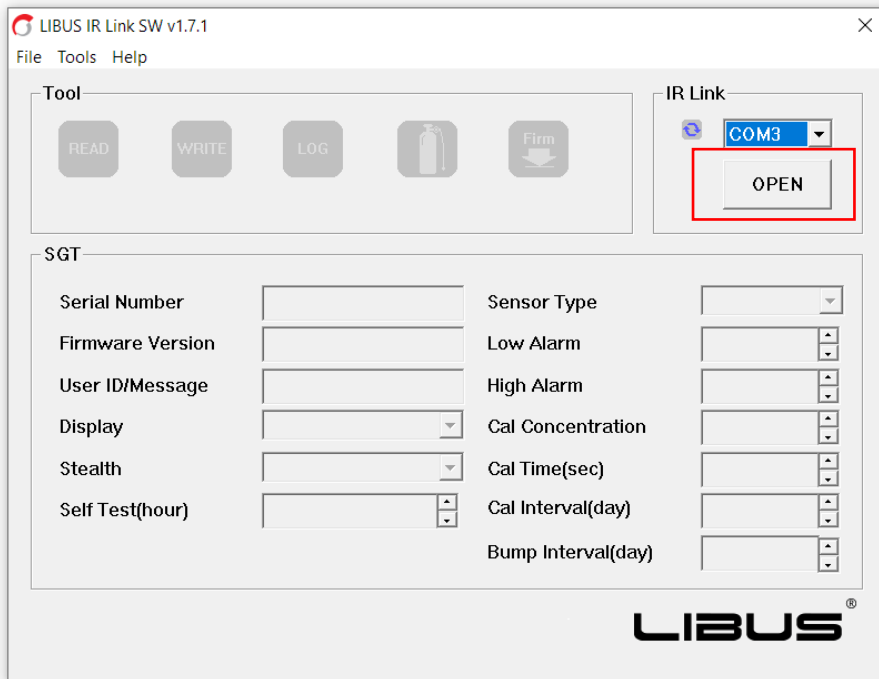 LIBUS IR Link SW v1.7.1
File Tools Help
Tool
READ
WRITE
LOG
Firm
IR Link
COM3
OPEN
SGT
Serial Number
Firmware Version
User ID/Message
Display
Stealth
Self Test(hour)
Sensor Type
Low Alarm
High Alarm
Cal Concentration
Cal Time(sec)
Cal Interval(day)
Bump Interval(day)
LIBUS®